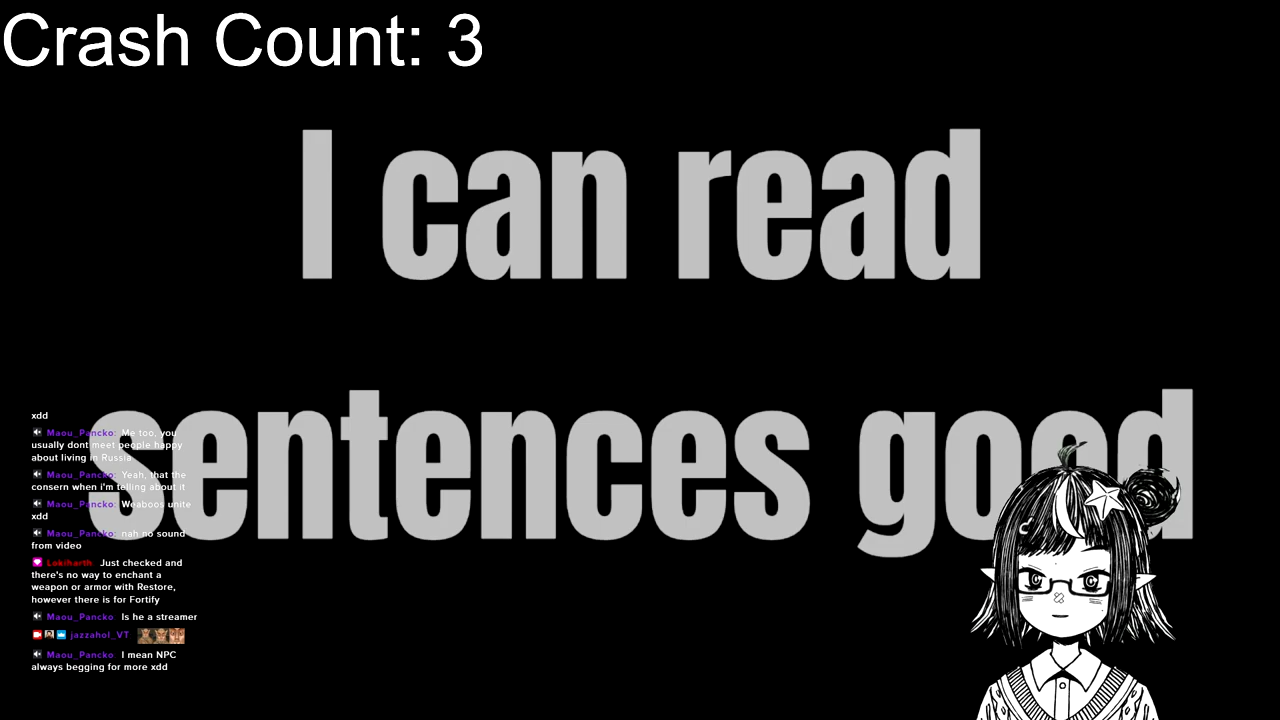 Crash Count: 3
I can read
sentences good
xdd
Maou_Pancko: Me too, you
usually dont meet people happy
about living in Russia
Maou_Pancko: Yeah, that the
consern when i'm telling about it
Maou_Pancko: Weaboos unite
xdd
Maou_Pancko: nah no sound
from video
Lokiharth Just checked and
there's no way to enchant a
weapon or armor with Restore,
however there is for Fortify
Maou_Pancko Is he a streamer
jazzahol_VT
Maou_Pancko I mean NPC
always begging for more xdd